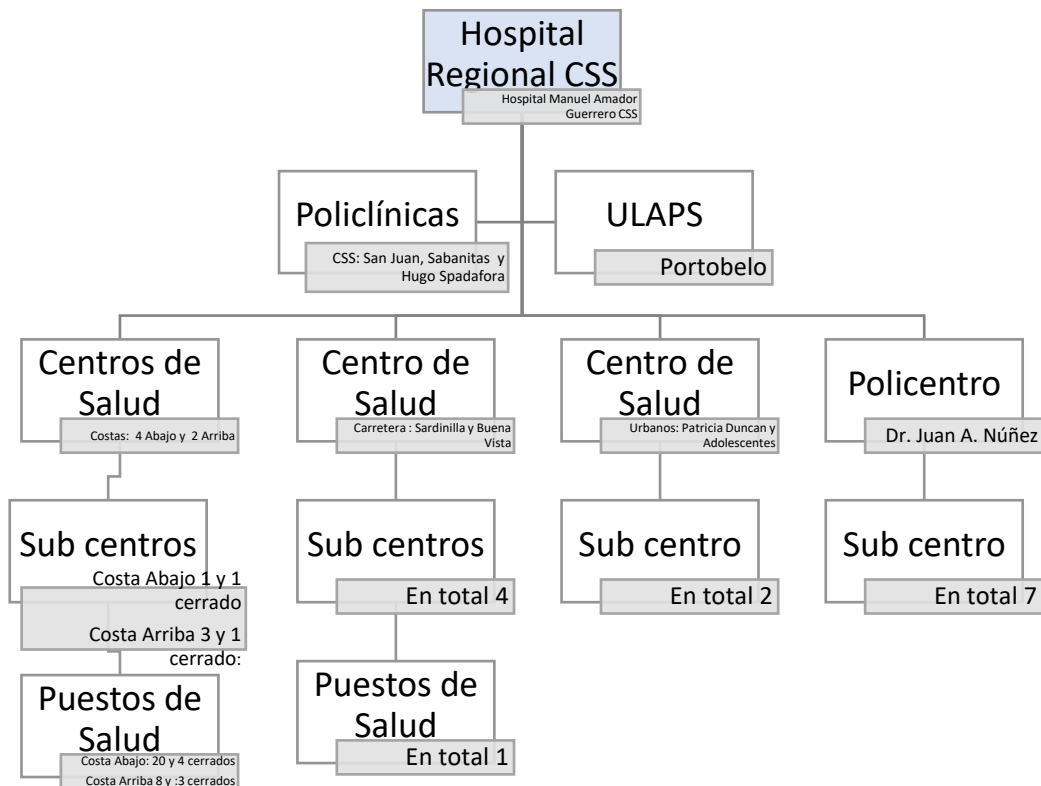 Hospital
Regional CSS
Hospital Manuel Amador
Guerrero CSS
Policlínicas
CSS: San Juan, Sabanitas y
Hugo Spadafora
ULAPS
Portobelo
Centros de
Salud
Costas: 4 Abajo y 2 Arriba
Centro de
Salud
Carretera : Sardinilla y Buena
Vista
Centro de
Salud
Urbanos: Patricia Duncan y
Adolescentes
Policentro
Dr. Juan A. Núñez
Sub centros
Costa Abajo 1 y 1
cerrado
Costa Arriba 3 y 1
cerrado:
Sub centros
En total 4
Sub centro
En total 2
Sub centro
En total 7
Puestos de
Salud
Costa Abajo: 20 y 4 cerrados
Costa Arriba 8 y :3 cerrados
Puestos de
Salud
En total 1